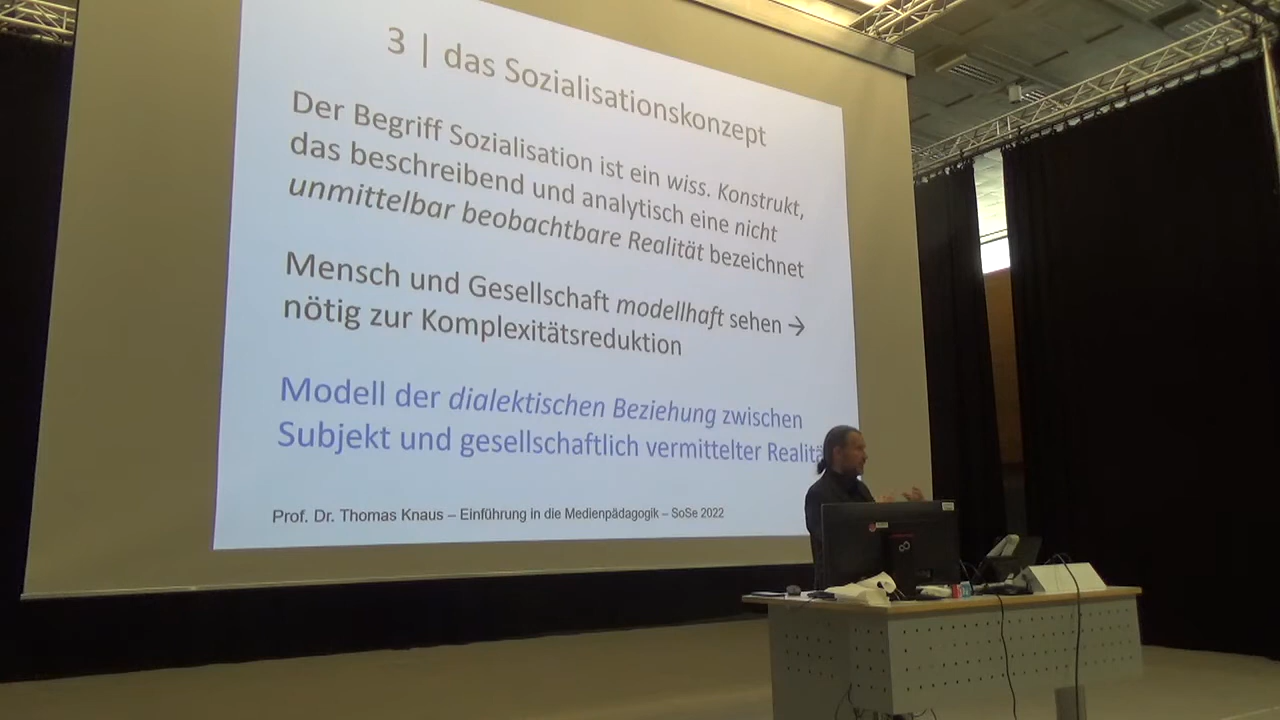 3 | das Sozialisationskonzept
Der Begriff Sozialisation ist ein wiss. Konstrukt,
das beschreibend und analytisch eine nicht
unmittelbar beobachtbare Realität bezeichnet
Mensch und Gesellschaft modellhaft sehen →
nötig zur Komplexitätsreduktion
Modell der dialektischen Beziehung zwischen
Subjekt und gesellschaftlich vermittelter Realitä
Prof. Dr. Thomas Knaus – Einführung in die Medienpädagogik – SoSe 2022